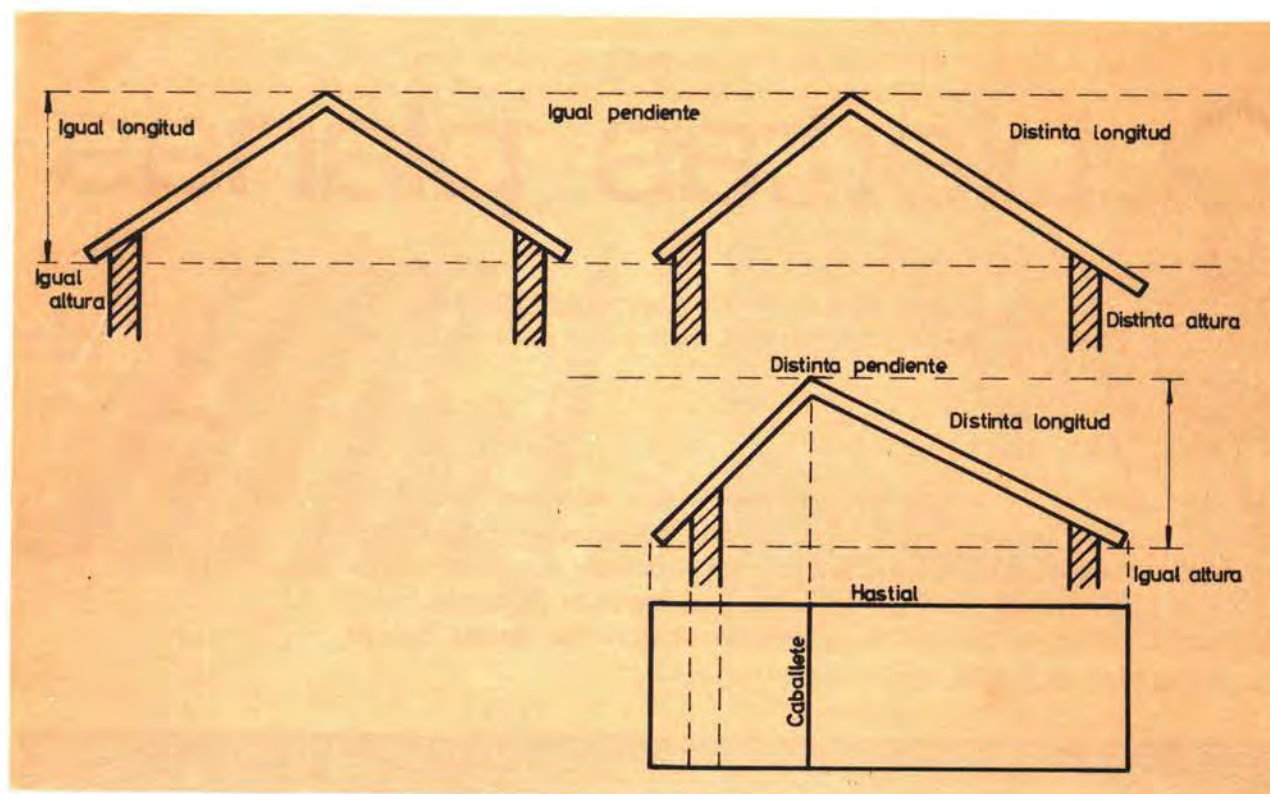 Igual longitud
Igual pendiente
Distinta longitud
Igual
altura
Distinta altura
Distinta pendiente
Distinta longitud
Igual altura
Hastial
Caballete